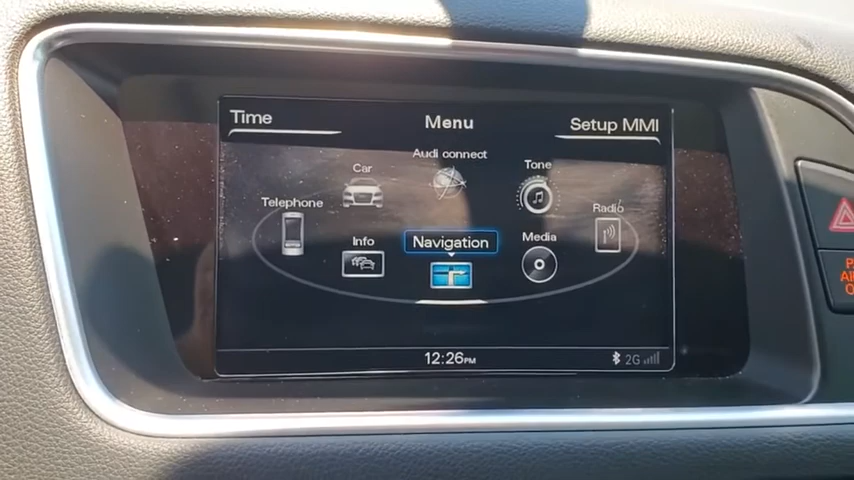 Time
Menu
Setup MMI
Audi connect
Car
Tone
Telephone
Radio
Info
Navigation
Media
12:26PM
2G